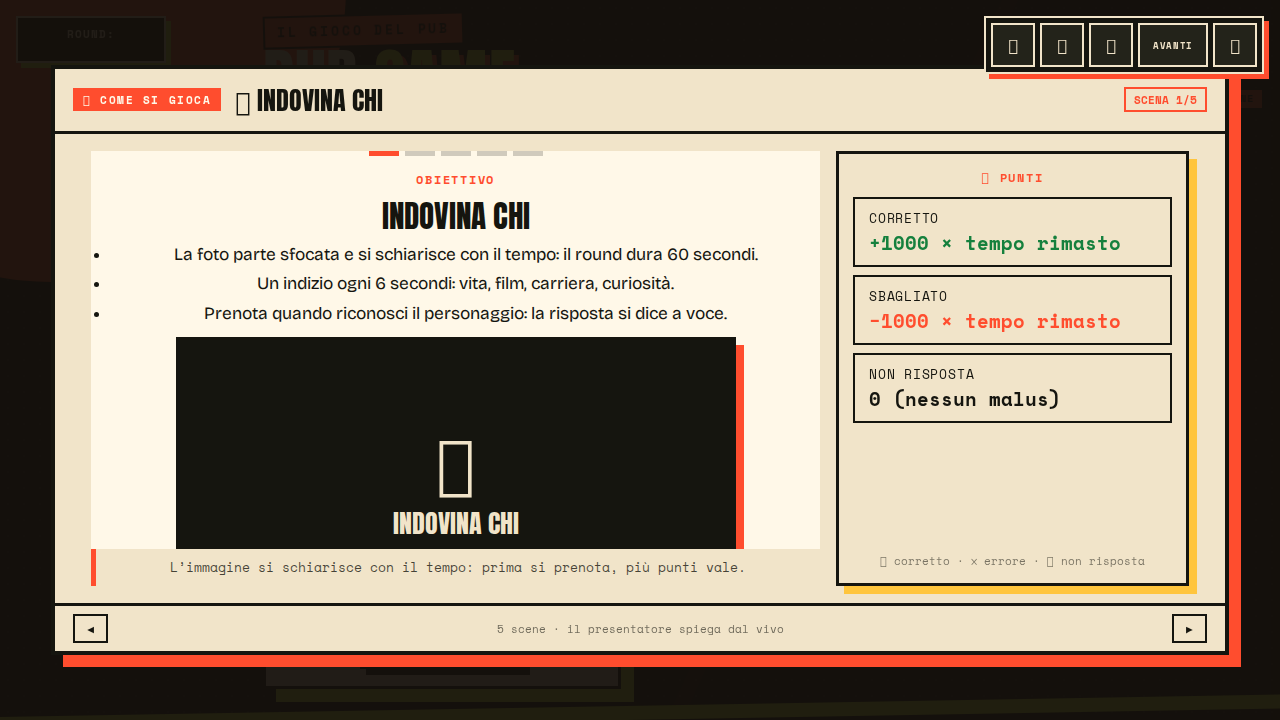 ROUND:
IL GIOCO DEL PUB
PUB GAME
AVANTI
COME SI GIOCA
INDOVINA CHI
SCENA 1/5
OBIETTIVO
INDOVINA CHI
La foto parte sfocata e si schiarisce con il tempo: il round dura 60 secondi.
Un indizio ogni 6 secondi: vita, film, carriera, curiosità.
Prenota quando riconosci il personaggio: la risposta si dice a voce.
INDOVINA CHI
L'immagine si schiarisce con il tempo: prima si prenota, più punti vale.
PUNTI
CORRETTO
+1000 × tempo rimasto
SBAGLIATO
−1000 × tempo rimasto
NON RISPOSTA
0 (nessun malus)
corretto · × errore · non risposta
◂
5 scene · il presentatore spiega dal vivo
▸